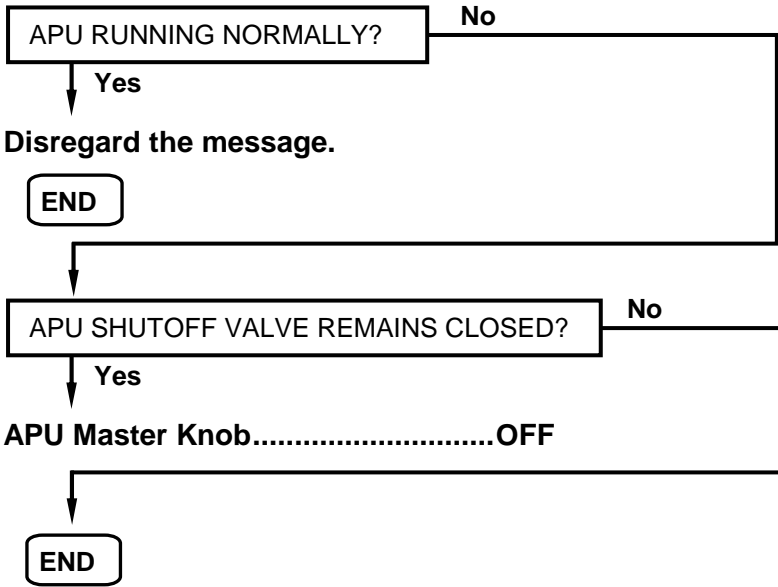 No
APU RUNNING NORMALLY?
Yes
Disregard the message.
END
No
APU SHUTOFF VALVE REMAINS CLOSED?
Yes
APU Master Knob.............................OFF
END